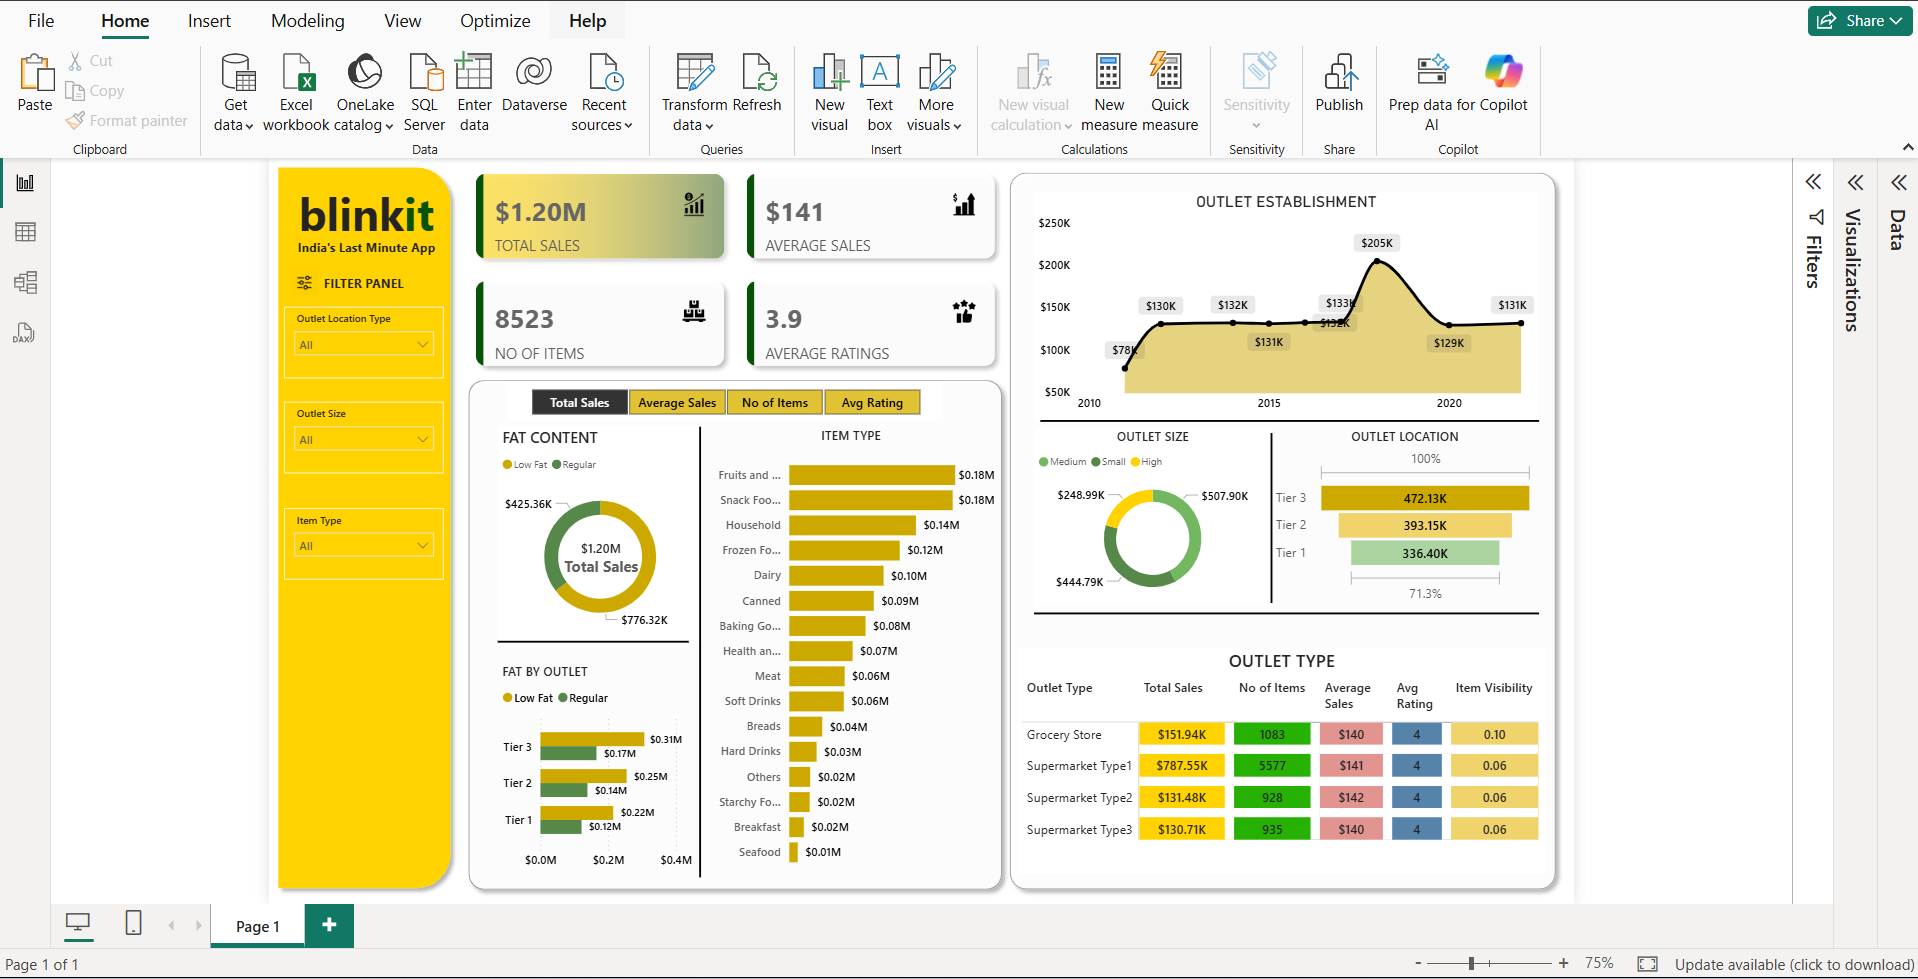 File Home Insert Modeling View Optimize Help Share
Paste
Cut
Copy
Format painter
Clipboard
Get data
Excel workbook
OneLake catalog
SQL Server
Enter data
Dataverse
Recent sources
Data
Transform data
Refresh
Queries
New visual
Text box
More visuals
Insert
New visual calculation
New measure
Quick measure
Calculations
Sensitivity
Sensitivity
Publish
Share
Prep data for AI
Copilot
Copilot
DAX
blinkit
India's Last Minute App
FILTER PANEL
Outlet Location Type
All
Outlet Size
All
Item Type
All
$1.20M
TOTAL SALES
$141
AVERAGE SALES
8523
NO OF ITEMS
3.9
AVERAGE RATINGS
Total Sales Average Sales No of Items Avg Rating
FAT CONTENT
Low Fat Regular
$425.36K
$1.20M
Total Sales
$776.32K
FAT BY OUTLET
Low Fat Regular
Tier 3 $0.31M
$0.17M
Tier 2 $0.25M
$0.14M
Tier 1 $0.22M
$0.12M
$0.0M $0.2M $0.4M
ITEM TYPE
Fruits and ... $0.18M
Snack Foo... $0.18M
Household $0.14M
Frozen Fo... $0.12M
Dairy $0.10M
Canned $0.09M
Baking Go... $0.08M
Health an... $0.07M
Meat $0.06M
Soft Drinks $0.06M
Breads $0.04M
Hard Drinks $0.03M
Others $0.02M
Starchy Fo... $0.02M
Breakfast $0.02M
Seafood $0.01M
OUTLET ESTABLISHMENT
$250K
$200K
$150K
$100K
$50K
$78K
$130K
$132K
$131K
$132K
$133K
$205K
$129K
$131K
2010 2015 2020
OUTLET SIZE
Medium Small High
$248.99K
$507.90K
$444.79K
OUTLET LOCATION
100%
Tier 3 472.13K
Tier 2 393.15K
Tier 1 336.40K
71.3%
OUTLET TYPE
Outlet Type Total Sales No of Items Average Sales Avg Rating Item Visibility
Grocery Store $151.94K 1083 $140 4 0.10
Supermarket Type1 $787.55K 5577 $141 4 0.06
Supermarket Type2 $131.48K 928 $142 4 0.06
Supermarket Type3 $130.71K 935 $140 4 0.06
Filters
Visualizations
Data
Page 1
Page 1 of 1
- + 75%
Update available (click to download)